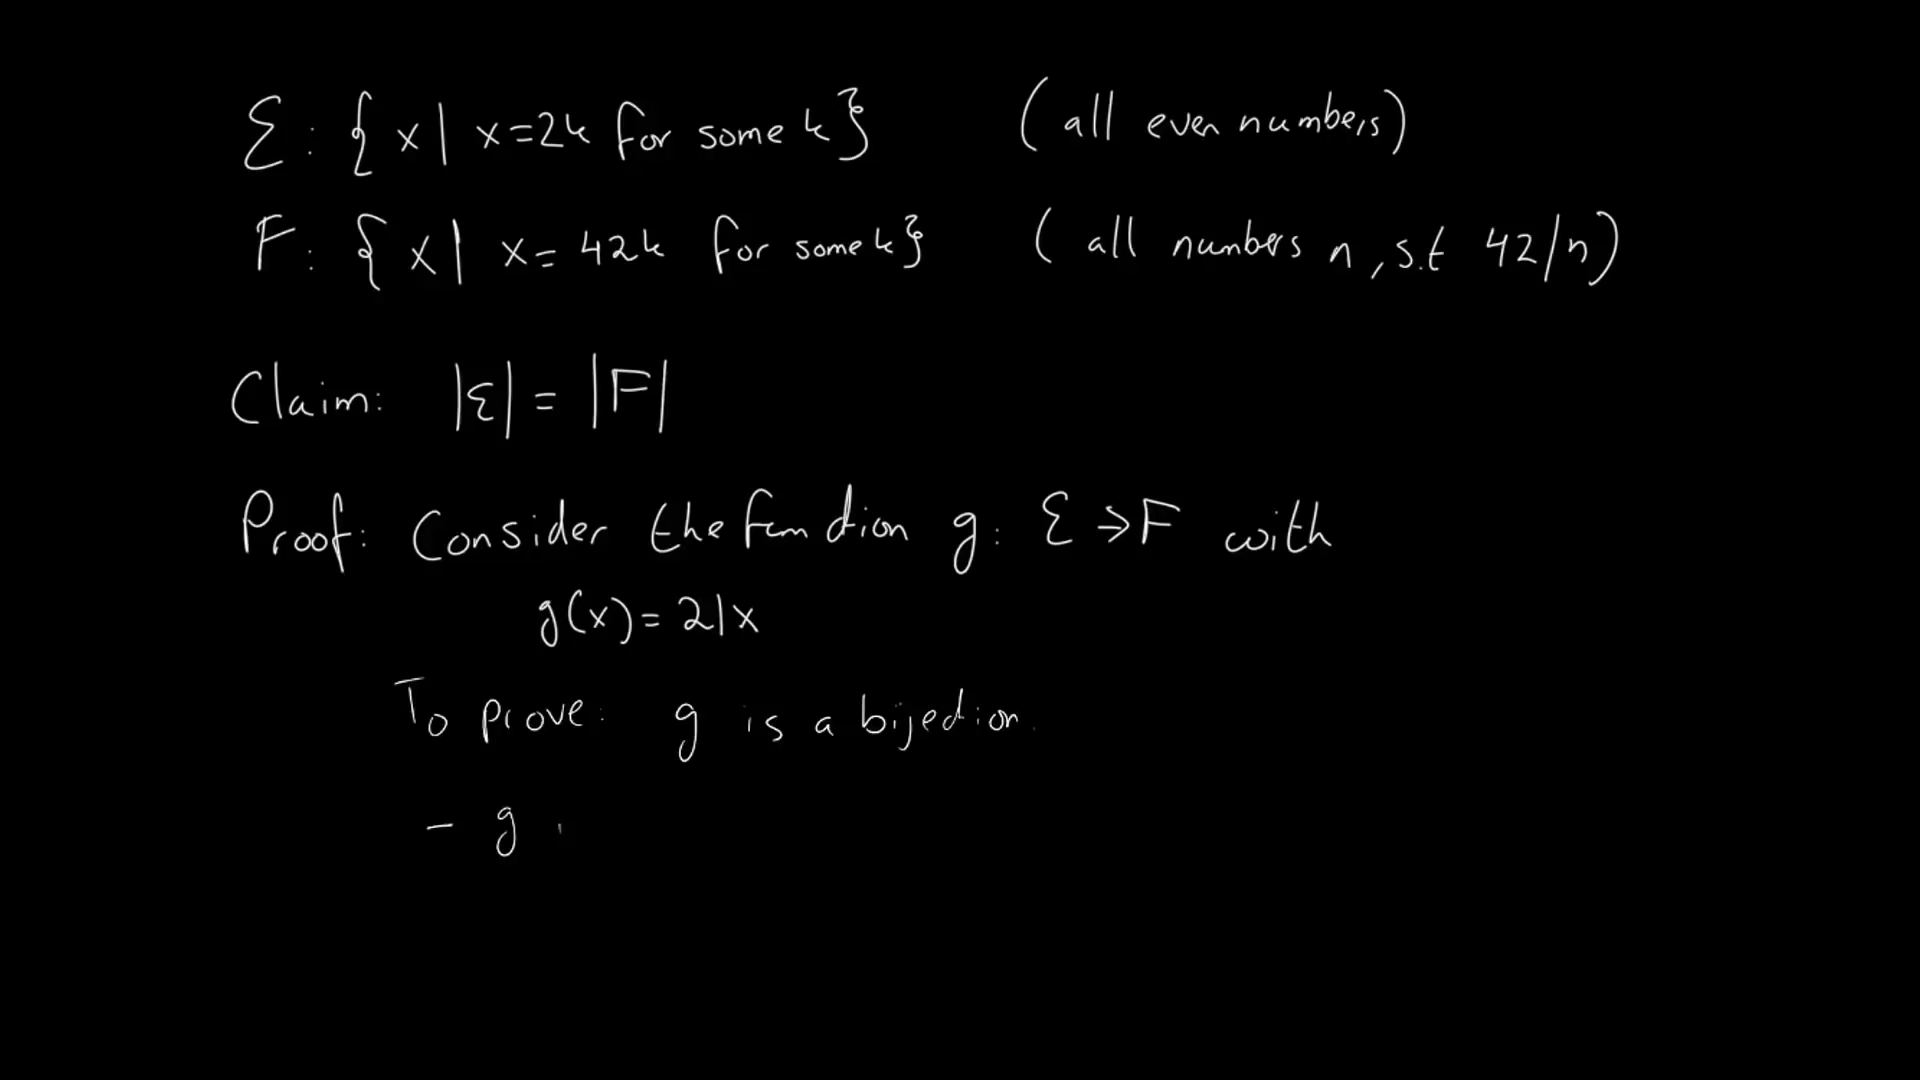 Ɛ: { x | x=2k for some k} (all even numbers)
F: { x | x= 42k for some k} ( all numbers n, s.t 42/n)
Claim: |Ɛ| = |F|
Proof: Consider the function g: Ɛ → F with
g(x)= 21x
To prove: g is a bijection.
- g